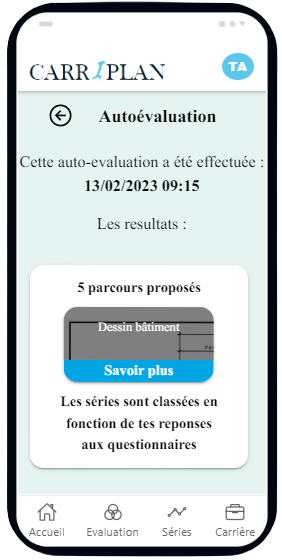 CARRIPLAN
TA
Autoévaluation
Cette auto-evaluation a été effectuée :
13/02/2023 09:15
Les resultats :
5 parcours proposés
Dessin bâtiment
Savoir plus
Les séries sont classées en
fonction de tes reponses
aux questionnaires
Accueil Evaluation Séries Carrière